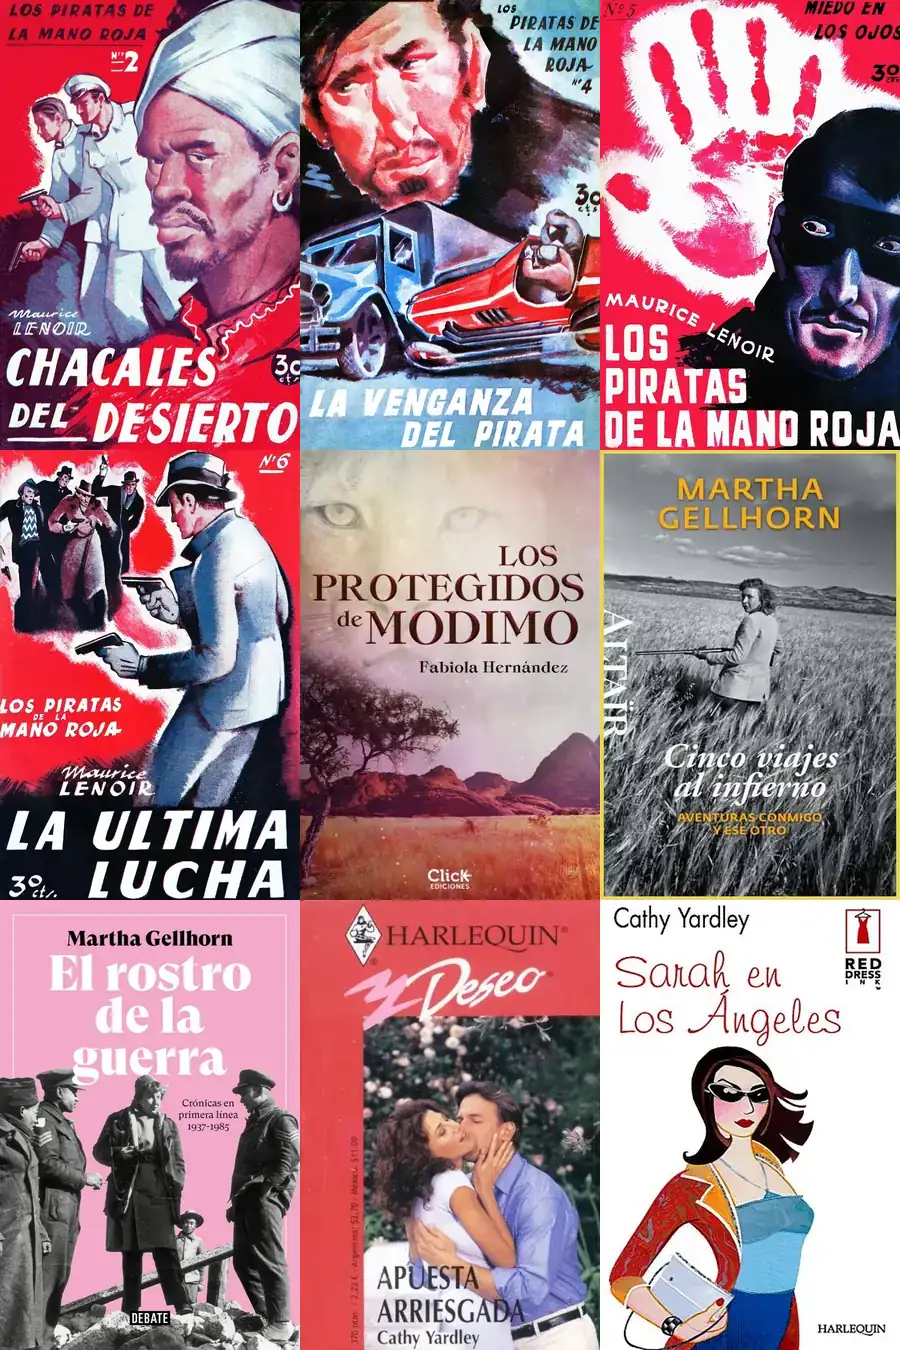 LOS PIRATAS DE
LA MANO ROJA
Nº 2
Maurice
LENOIR
CHACALES
DEL DESIERTO
30
cts
LOS
PIRATAS DE
LA MANO
ROJA
Nº 4
30
cts
LA VENGANZA
DEL PIRATA
Nº 5
MIEDO EN
LOS OJOS
30
cts
MAURICE LENOIR
LOS
PIRATAS
DE LA MANO ROJA
Nº 6
LOS PIRATAS
DE LA
MANO ROJA
Maurice
LENOIR
LA ULTIMA
LUCHA
30 cts.
LOS
PROTEGIDOS
de MODIMO
Fabiola Hernández
Click
EDICIONES
MARTHA
GELLHORN
ALTAÏR
Cinco viajes
al infierno
AVENTURAS CONMIGO
Y ESE OTRO
Martha Gellhorn
El rostro
de la
guerra
Crónicas en
primera línea
1937-1985
DEBATE
HARLEQUIN®
Deseo®
APUESTA
ARRIESGADA
Cathy Yardley
Cathy Yardley
RED
DRESS
INK
Sarah en
Los Ángeles
HARLEQUIN